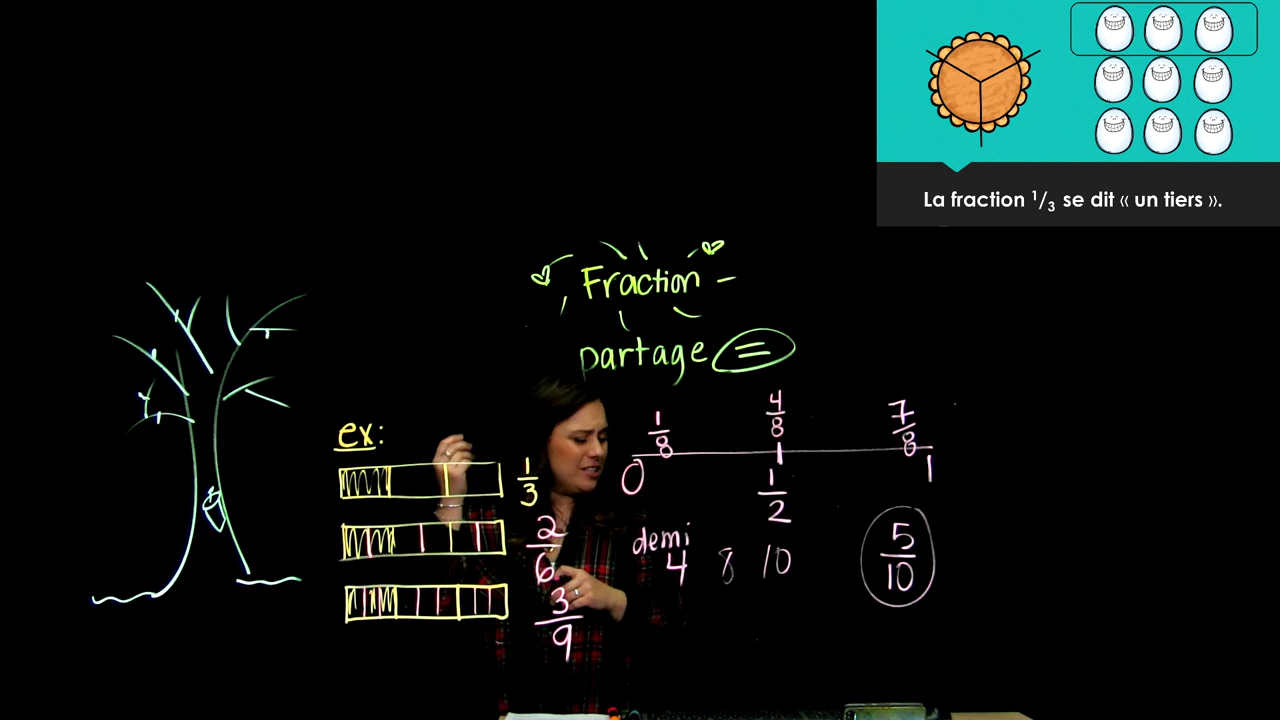 La fraction 1/3 se dit « un tiers ».
Fraction
partage =
ex:
1/3
2/6
3/9
1/8 4/8 7/8
0 1
1/2
demi
4 8 10
5/10